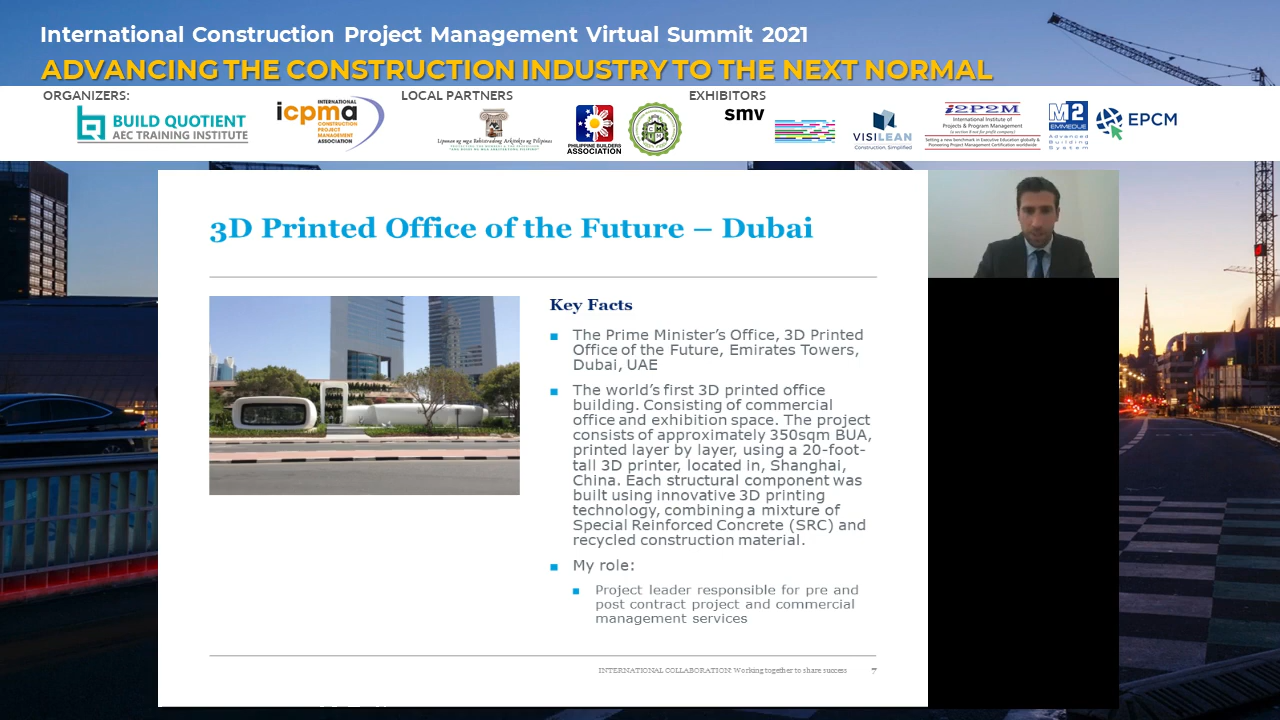 International Construction Project Management Virtual Summit 2021
ADVANCING THE CONSTRUCTION INDUSTRY TO THE NEXT NORMAL
ORGANIZERS:
LOCAL PARTNERS
EXHIBITORS
BUILD QUOTIENT
AEC TRAINING INSTITUTE
icpma
INTERNATIONAL
CONSTRUCTION
PROJECT
MANAGEMENT
ASSOCIATION
PHILIPPINE BUILDERS
ASSOCIATION
smv
VISILEAN
Construction. Simplified
I2P2M
International Institute of
Projects & Program Management
M2
EMMEDUE
Advanced
Building
System
EPCM
3D Printed Office of the Future – Dubai
Key Facts
The Prime Minister's Office, 3D Printed
Office of the Future, Emirates Towers,
Dubai, UAE
The world's first 3D printed office
building. Consisting of commercial
office and exhibition space. The project
consists of approximately 350sqm BUA,
printed layer by layer, using a 20-foot-
tall 3D printer, located in, Shanghai,
China. Each structural component was
built using innovative 3D printing
technology, combining a mixture of
Special Reinforced Concrete (SRC) and
recycled construction material.
My role:
Project leader responsible for pre and
post contract project and commercial
management services
INTERNATIONAL COLLABORATION: Working together to share success
7